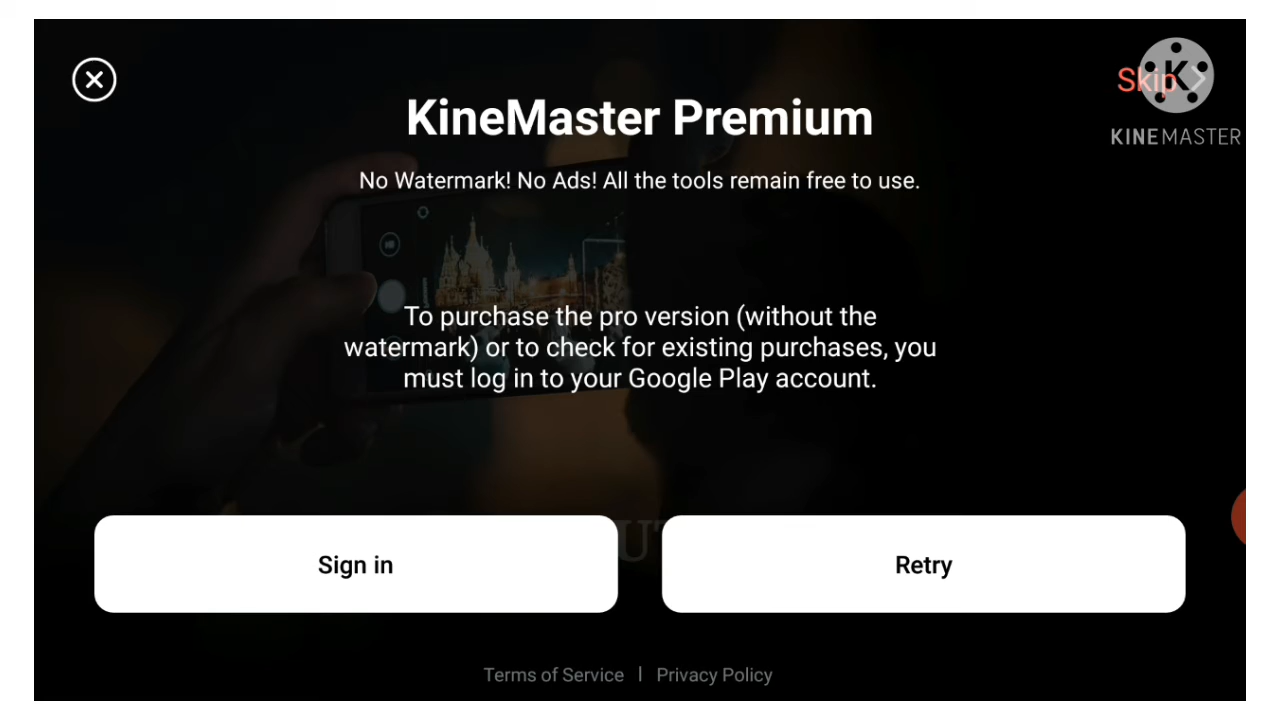 Skip
KINEMASTER
KineMaster Premium
No Watermark! No Ads! All the tools remain free to use.
To purchase the pro version (without the
watermark) or to check for existing purchases, you
must log in to your Google Play account.
Sign in
Retry
Terms of Service | Privacy Policy